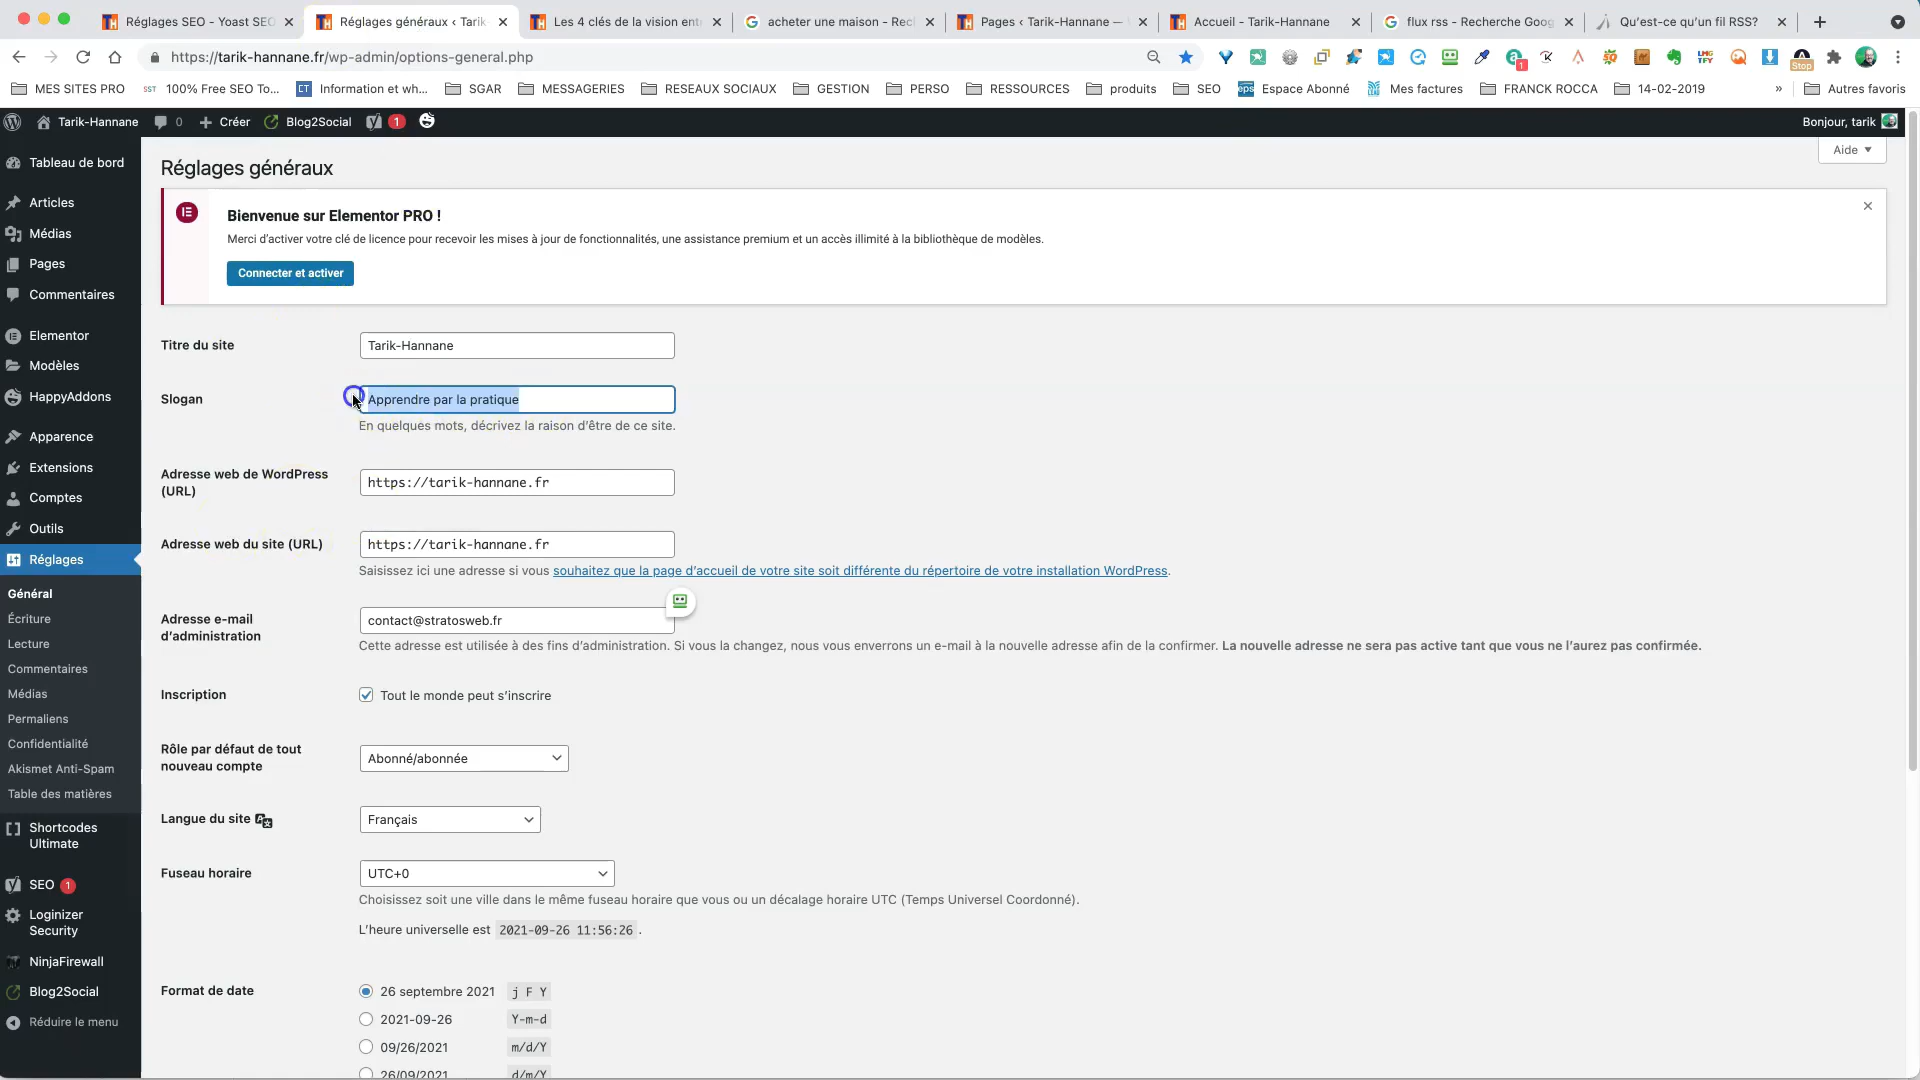 Réglages SEO - Yoast SEO
Réglages généraux ‹ Tarik
Les 4 clés de la vision ent
acheter une maison - Rec
Pages ‹ Tarik-Hannane —
Accueil - Tarik-Hannane
flux rss - Recherche Goog
Qu'est-ce qu'un fil RSS?
https://tarik-hannane.fr/wp-admin/options-general.php
1
LMG TFY
Stop
MES SITES PRO
SST 100% Free SEO To...
CT Information et wh...
SGAR
MESSAGERIES
RESEAUX SOCIAUX
GESTION
PERSO
RESSOURCES
produits
SEO
eps Espace Abonné
Mes factures
FRANCK ROCCA
14-02-2019
»
Autres favoris
Tarik-Hannane
0
Créer
Blog2Social
1
Bonjour, tarik
Aide
Tableau de bord
Articles
Médias
Pages
Commentaires
Elementor
Modèles
HappyAddons
Apparence
Extensions
Comptes
Outils
Réglages
Général
Écriture
Lecture
Commentaires
Médias
Permaliens
Confidentialité
Akismet Anti-Spam
Table des matières
Shortcodes
Ultimate
SEO 1
Loginizer
Security
NinjaFirewall
Blog2Social
Réduire le menu
Réglages généraux
Bienvenue sur Elementor PRO !
Merci d'activer votre clé de licence pour recevoir les mises à jour de fonctionnalités, une assistance premium et un accès illimité à la bibliothèque de modèles.
Connecter et activer
Titre du site
Tarik-Hannane
Slogan
Apprendre par la pratique
En quelques mots, décrivez la raison d'être de ce site.
Adresse web de WordPress
(URL)
https://tarik-hannane.fr
Adresse web du site (URL)
https://tarik-hannane.fr
Saisissez ici une adresse si vous souhaitez que la page d'accueil de votre site soit différente du répertoire de votre installation WordPress.
Adresse e-mail
d'administration
contact@stratosweb.fr
Cette adresse est utilisée à des fins d'administration. Si vous la changez, nous vous enverrons un e-mail à la nouvelle adresse afin de la confirmer. La nouvelle adresse ne sera pas active tant que vous ne l'aurez pas confirmée.
Inscription
Tout le monde peut s'inscrire
Rôle par défaut de tout
nouveau compte
Abonné/abonnée
Langue du site
Français
Fuseau horaire
UTC+0
Choisissez soit une ville dans le même fuseau horaire que vous ou un décalage horaire UTC (Temps Universel Coordonné).
L'heure universelle est 2021-09-26 11:56:26 .
Format de date
26 septembre 2021 j F Y
2021-09-26 Y-m-d
09/26/2021 m/d/Y
26/09/2021 d/m/Y